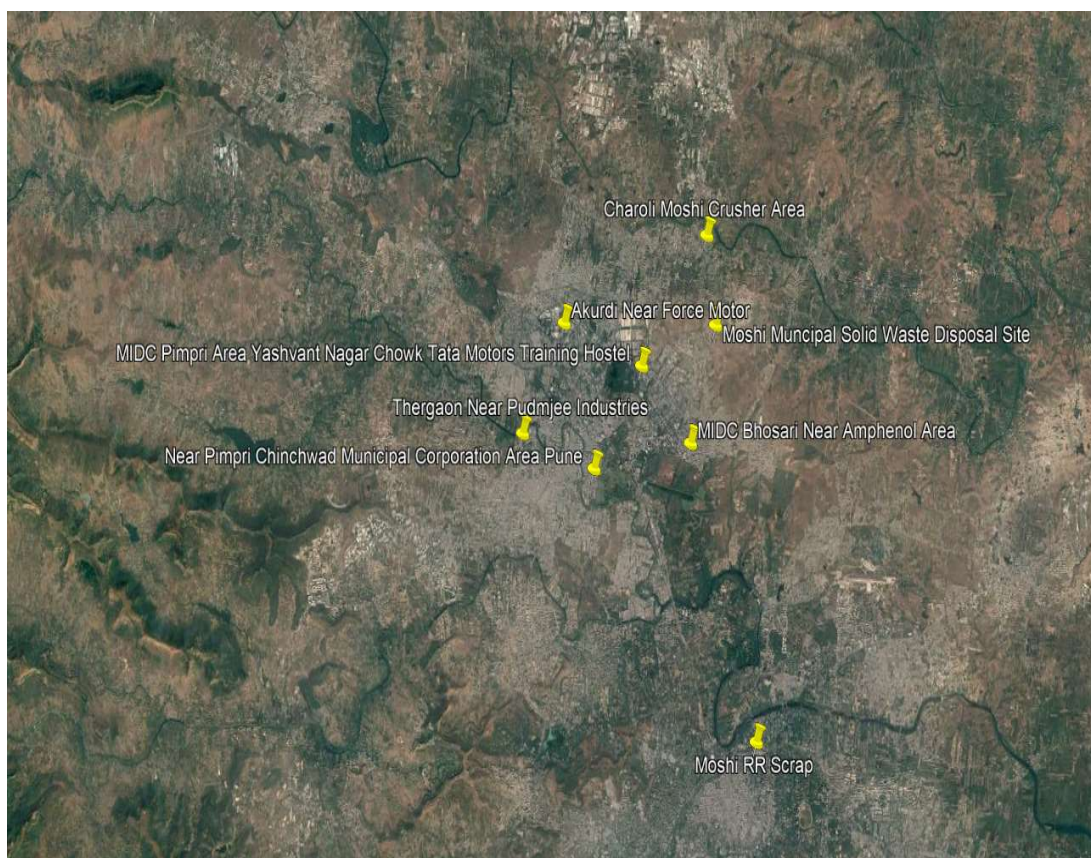 Charoli Moshi Crusher Area
Akurdi Near Force Motor
Moshi Muncipal Solid Waste Disposal Site
MIDC Pimpri Area Yashvant Nagar Chowk Tata Motors Training Hostel
Thergaon Near Pudmjee Industries
MIDC Bhosari Near Amphenol Area
Near Pimpri Chinchwad Municipal Corporation Area Pune
Moshi RR Scrap